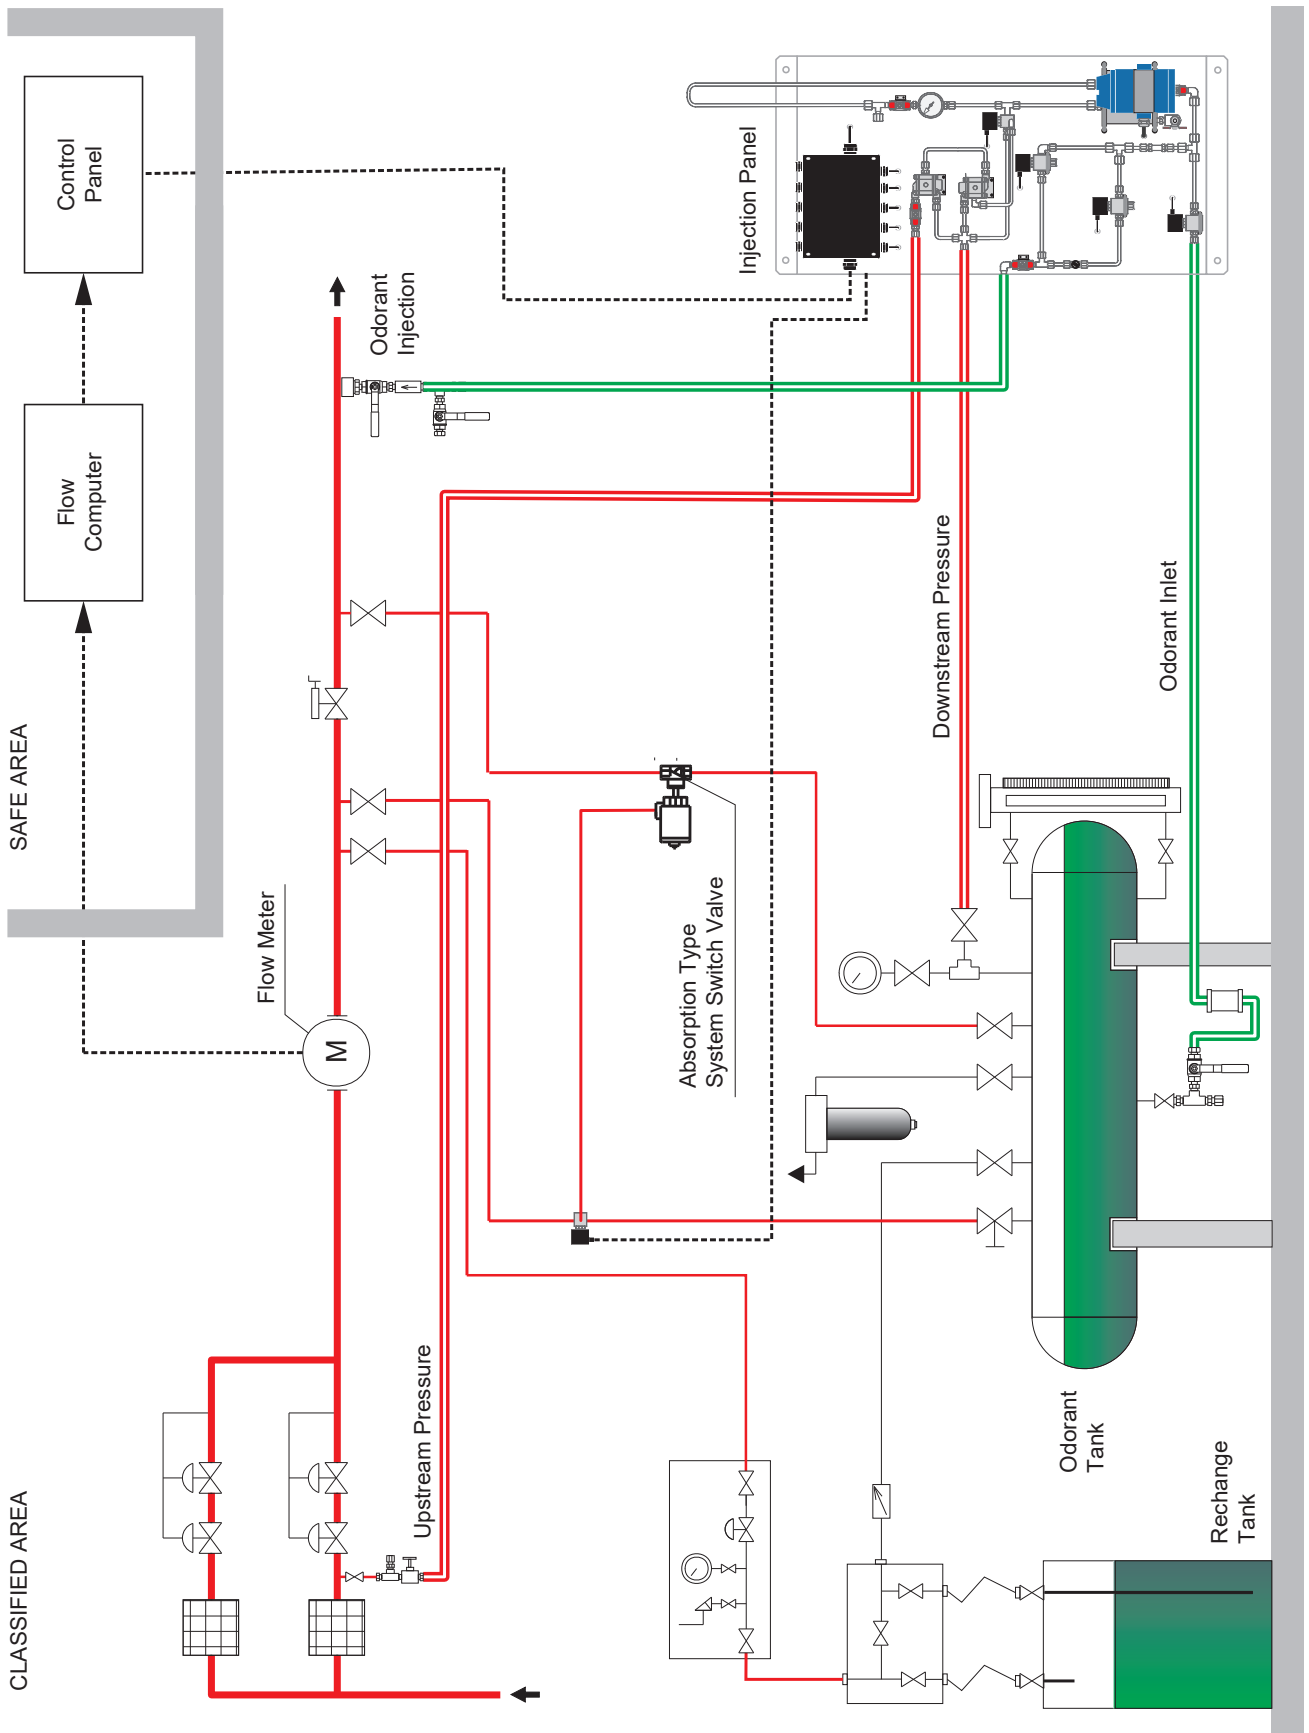 SAFE AREA
Control
Panel
Flow
Computer
CLASSIFIED AREA
Flow Meter
M
Odorant
Injection
Upstream Pressure
Absorption Type
System Switch Valve
Injection Panel
Downstream Pressure
Odorant Inlet
Odorant
Tank
Rechange
Tank